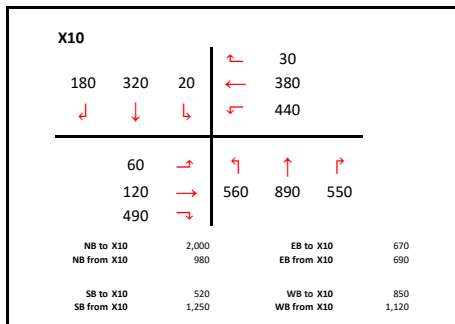 X10
30
180 320 20 380
440
60
120 560 890 550
490
NB to X10 2,000 EB to X10 670
NB from X10 980 EB from X10 690
SB to X10 520 WB to X10 850
SB from X10 1,250 WB from X10 1,120